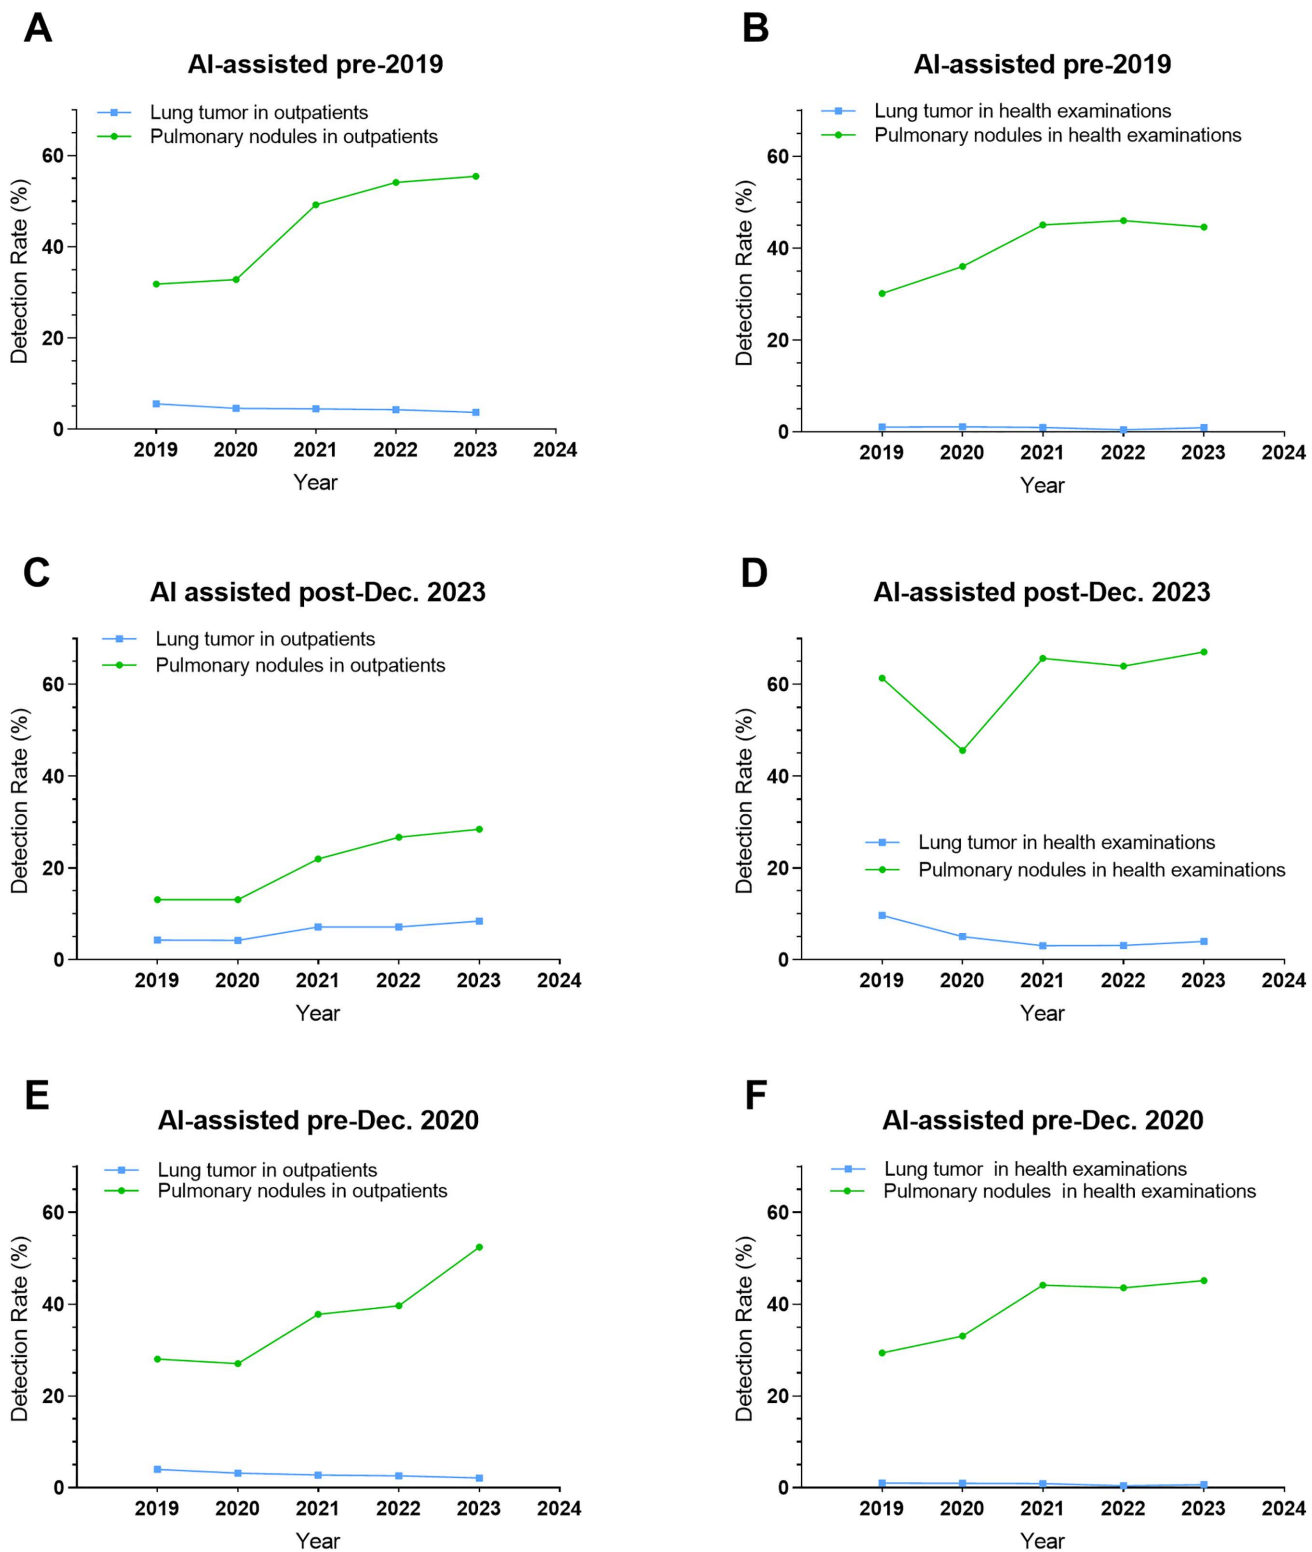 A
AI-assisted pre-2019
Lung tumor in outpatients
Pulmonary nodules in outpatients
Detection Rate (%)
60
40
20
0
2019 2020 2021 2022 2023 2024
Year
B
AI-assisted pre-2019
Lung tumor in health examinations
Pulmonary nodules in health examinations
Detection Rate (%)
60
40
20
0
2019 2020 2021 2022 2023 2024
Year
C
AI assisted post-Dec. 2023
Lung tumor in outpatients
Pulmonary nodules in outpatients
Detection Rate (%)
60
40
20
0
2019 2020 2021 2022 2023 2024
Year
D
AI-assisted post-Dec. 2023
Detection Rate (%)
60
40
20
0
Lung tumor in health examinations
Pulmonary nodules in health examinations
2019 2020 2021 2022 2023 2024
Year
E
AI-assisted pre-Dec. 2020
Lung tumor in outpatients
Pulmonary nodules in outpatients
Detection Rate (%)
60
40
20
0
2019 2020 2021 2022 2023 2024
Year
F
AI-assisted pre-Dec. 2020
Lung tumor in health examinations
Pulmonary nodules in health examinations
Detection Rate (%)
60
40
20
0
2019 2020 2021 2022 2023 2024
Year